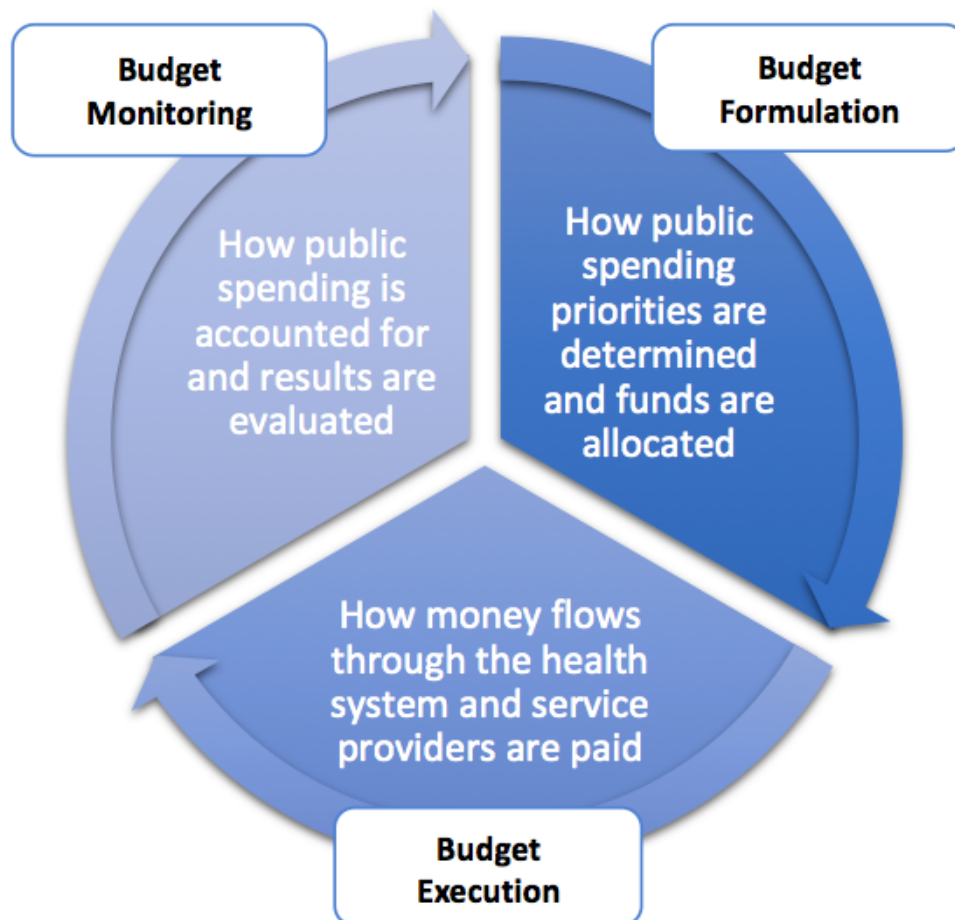 Budget
Monitoring
Budget
Formulation
How public
spending is
accounted for
and results are
evaluated
How public
spending
priorities are
determined
and funds are
allocated
How money flows
through the health
system and service
providers are paid
Budget
Execution